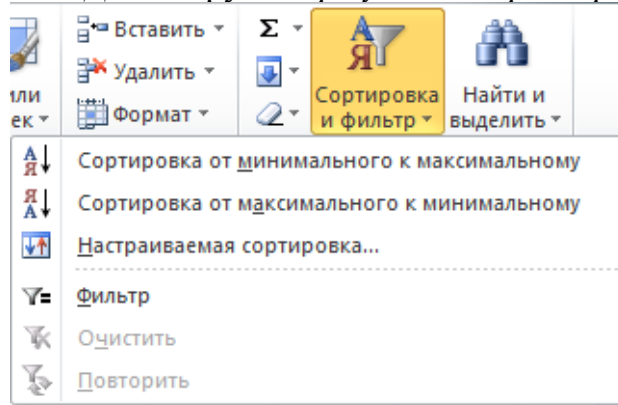 Вставить
Удалить
Формат
Σ
Сортировка
и фильтр
Найти и
выделить
Сортировка от минимального к максимальному
Сортировка от максимального к минимальному
Настраиваемая сортировка...
Фильтр
Очистить
Повторить